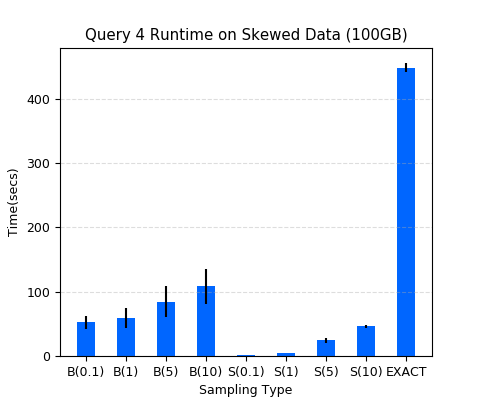 Query 4 Runtime on Skewed Data (100GB)
Time(secs)
400
300
200
100
0
B(0.1) B(1) B(5) B(10) S(0.1) S(1) S(5) S(10) EXACT
Sampling Type